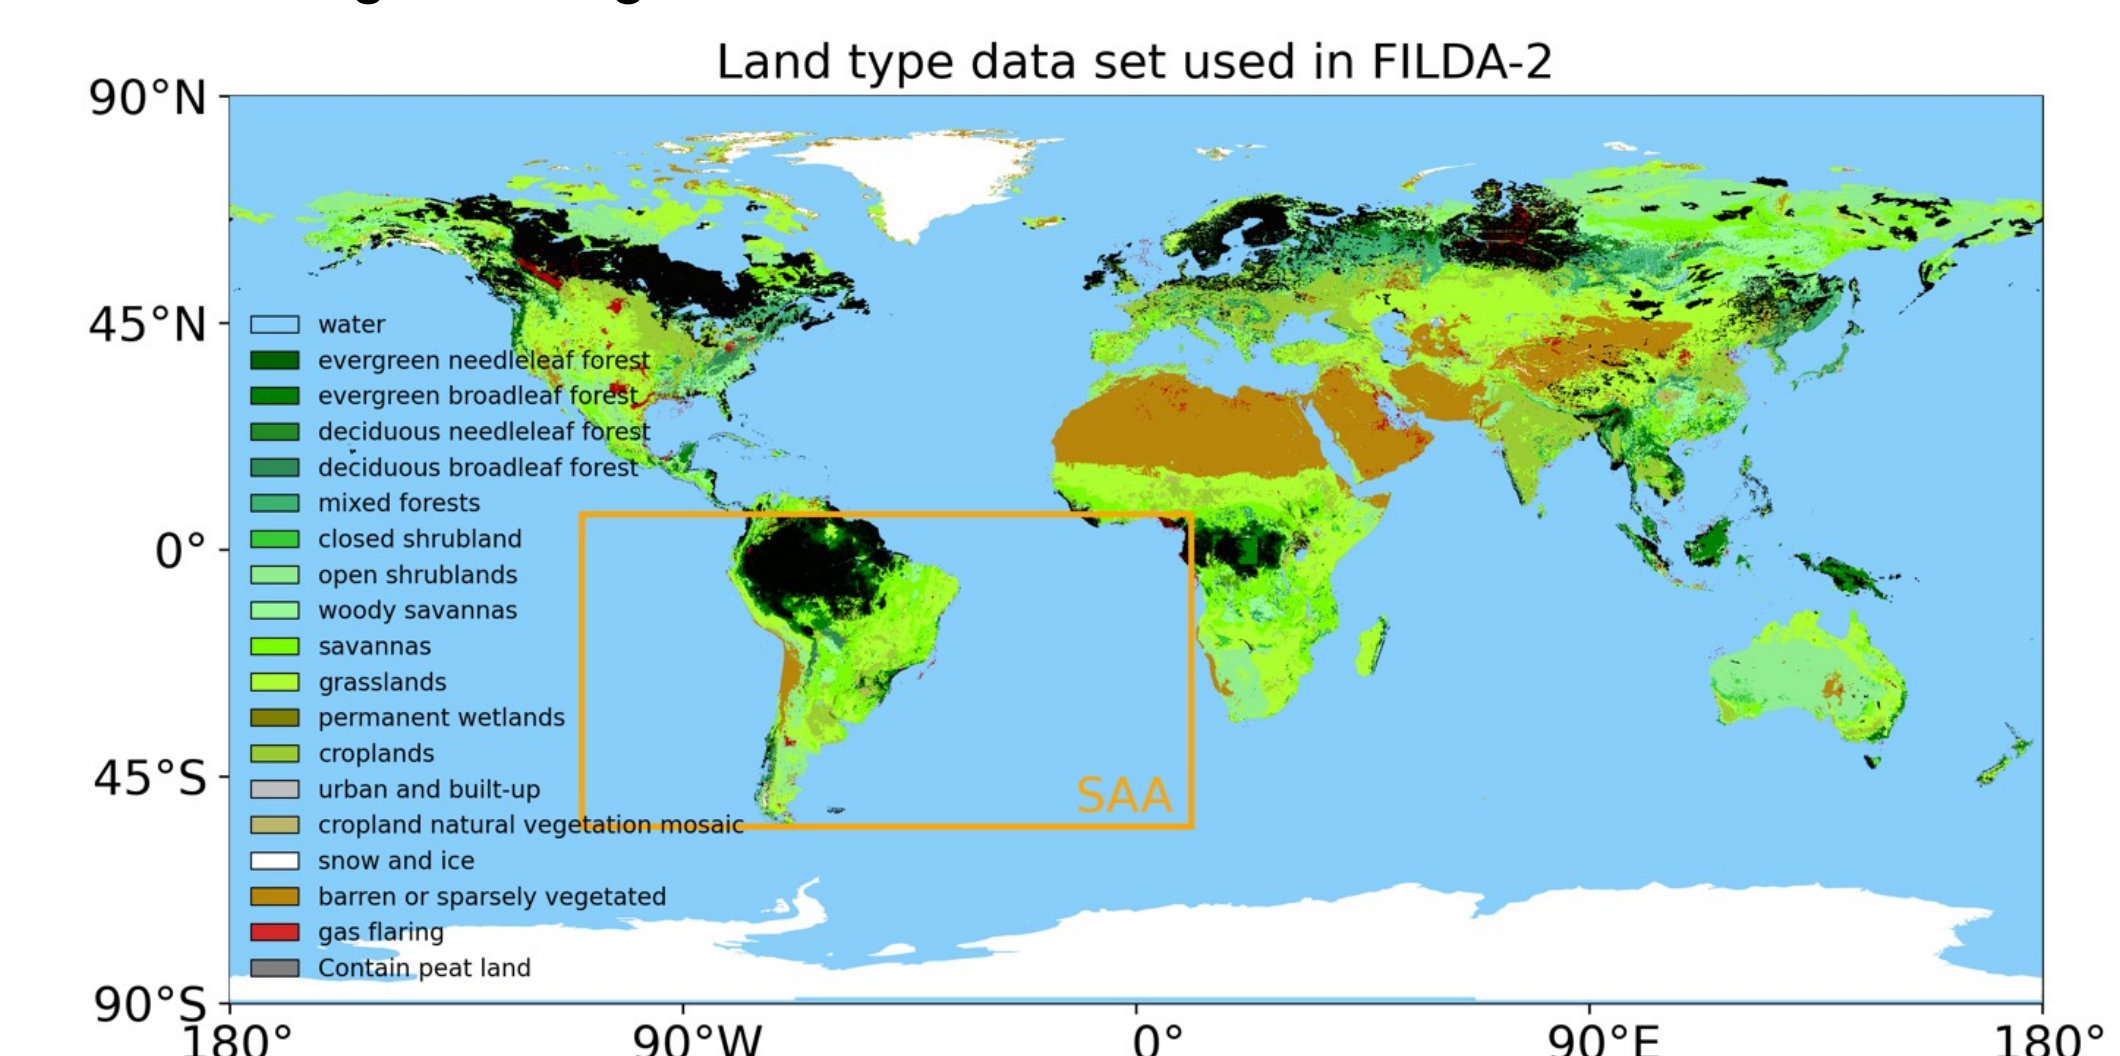 Land type data set used in FILDA-2
90°N
45°N
0°
45°S
90°S
water
evergreen needleleaf forest
evergreen broadleaf forest
deciduous needleleaf forest
deciduous broadleaf forest
mixed forests
closed shrubland
open shrublands
woody savannas
savannas
grasslands
permanent wetlands
croplands
urban and built-up
cropland natural vegetation mosaic
snow and ice
barren or sparsely vegetated
gas flaring
Contain peat land
SAA
180° 90°W 0° 90°E 180°